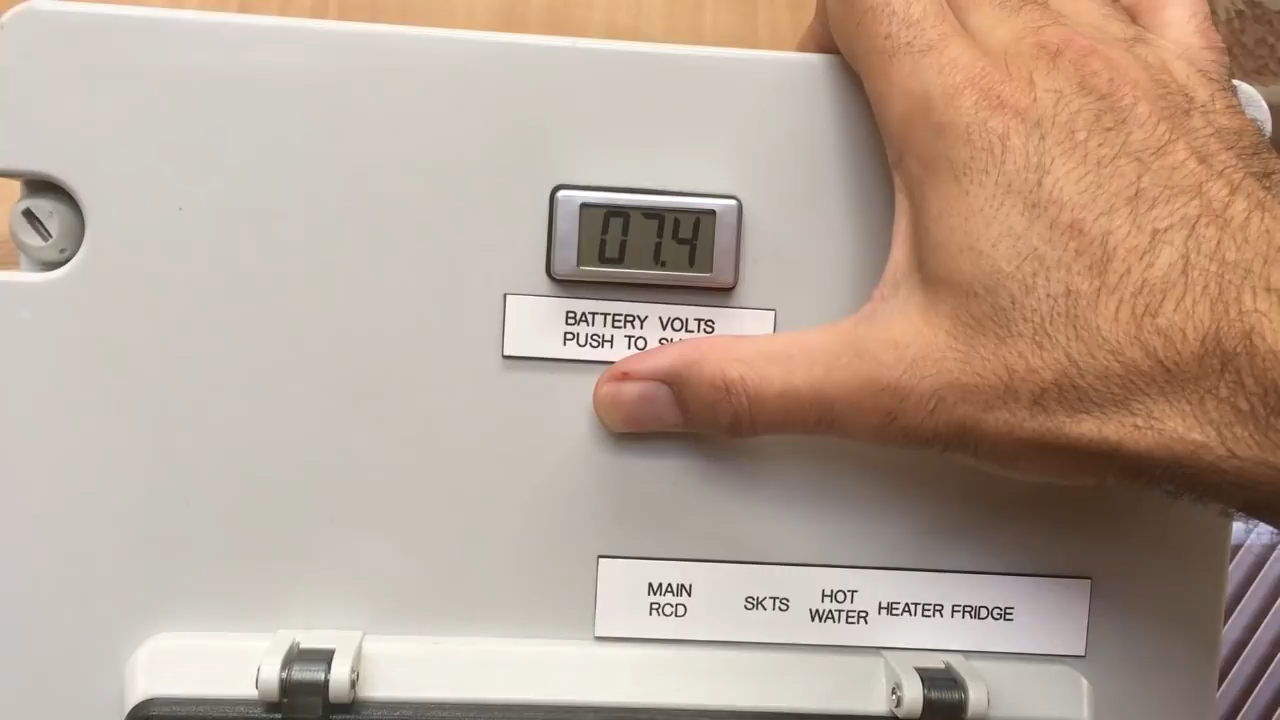 07.4
BATTERY VOLTS
PUSH TO
MAIN
RCD
SKTS
HOT
WATER
HEATER FRIDGE